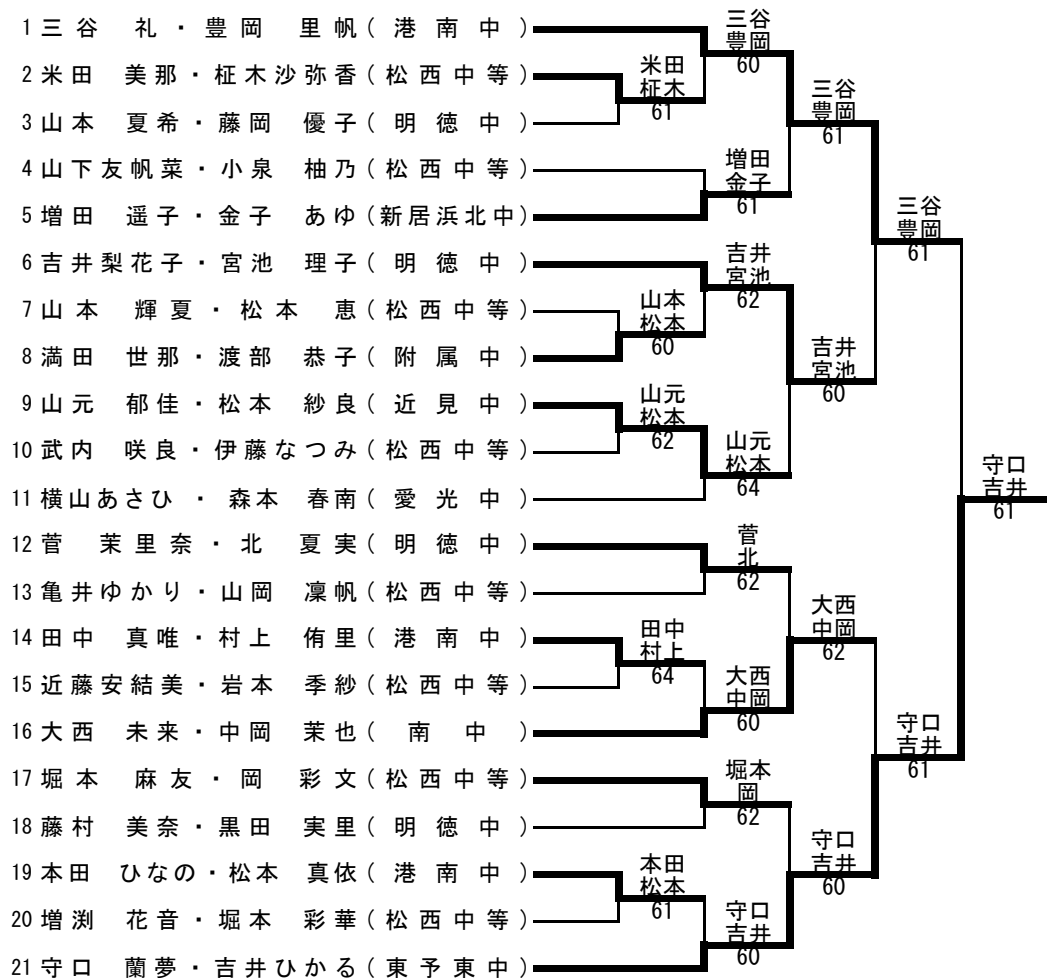 1 三谷 礼・豊岡 里帆(港南中)
2 米田 美那・柾木沙弥香(松西中等)
3 山本 夏希・藤岡 優子(明徳中)
4 山下友帆菜・小泉 柚乃(松西中等)
5 増田 遥子・金子 あゆ(新居浜北中)
6 吉井梨花子・宮池 理子(明徳中)
7 山本 輝夏・松本 恵(松西中等)
8 満田 世那・渡部 恭子(附属中)
9 山元 郁佳・松本 紗良(近見中)
10 武内 咲良・伊藤なつみ(松西中等)
11 横山あさひ・森本 春南(愛光中)
12 菅 茉里奈・北 夏実(明徳中)
13 亀井ゆかり・山岡 凜帆(松西中等)
14 田中 真唯・村上 侑里(港南中)
15 近藤安結美・岩本 季紗(松西中等)
16 大西 未来・中岡 茉也(南中)
17 堀本 麻友・岡 彩文(松西中等)
18 藤村 美奈・黒田 実里(明徳中)
19 本田 ひなの・松本 真依(港南中)
20 増渕 花音・堀本 彩華(松西中等)
21 守口 蘭夢・吉井ひかる(東予東中)
米田
柾木
61
山本
松本
60
山元
松本
62
田中
村上
64
本田
松本
61
三谷
豊岡
60
増田
金子
61
吉井
宮池
62
山元
松本
64
菅
北
62
大西
中岡
60
堀本
岡
62
守口
吉井
60
三谷
豊岡
61
吉井
宮池
60
大西
中岡
62
守口
吉井
60
三谷
豊岡
61
守口
吉井
61
守口
吉井
61